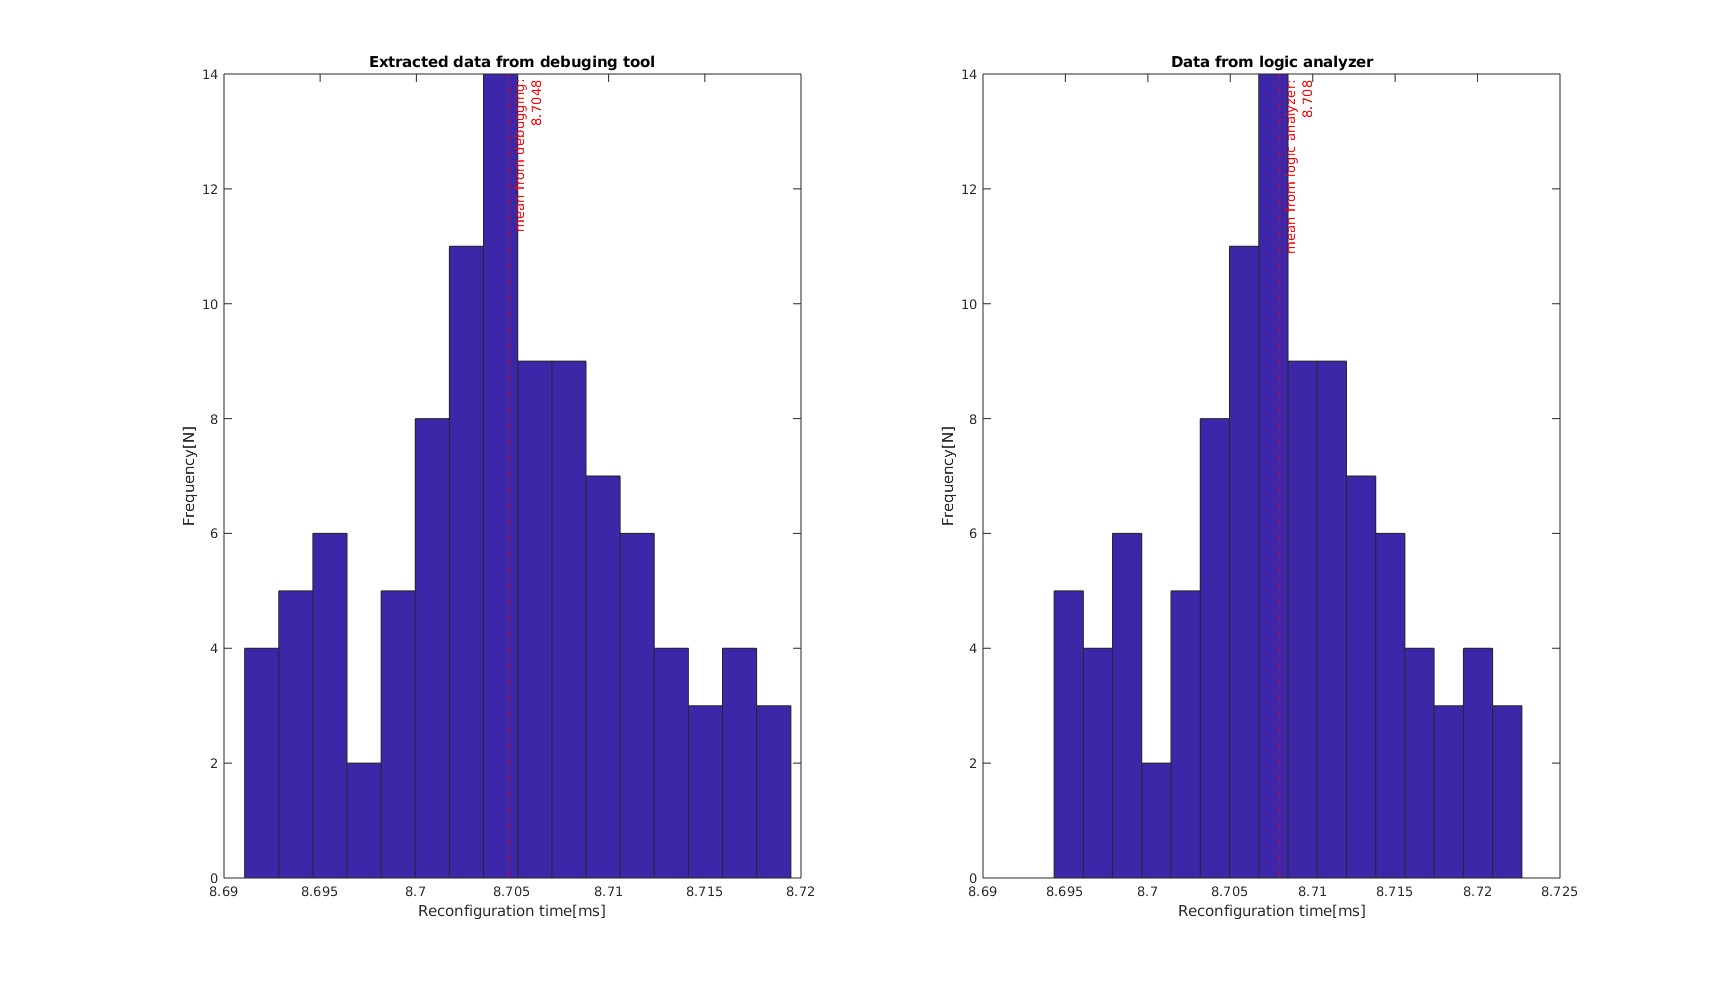 Extracted data from debuging tool
14
12
10
8
6
4
2
0
Frequency[N]
mean from debugging:
8.7048
8.69 8.695 8.7 8.705 8.71 8.715 8.72
Reconfiguration time[ms]
Data from logic analyzer
14
12
10
8
6
4
2
0
Frequency[N]
mean from logic analyzer:
8.708
8.69 8.695 8.7 8.705 8.71 8.715 8.72 8.725
Reconfiguration time[ms]